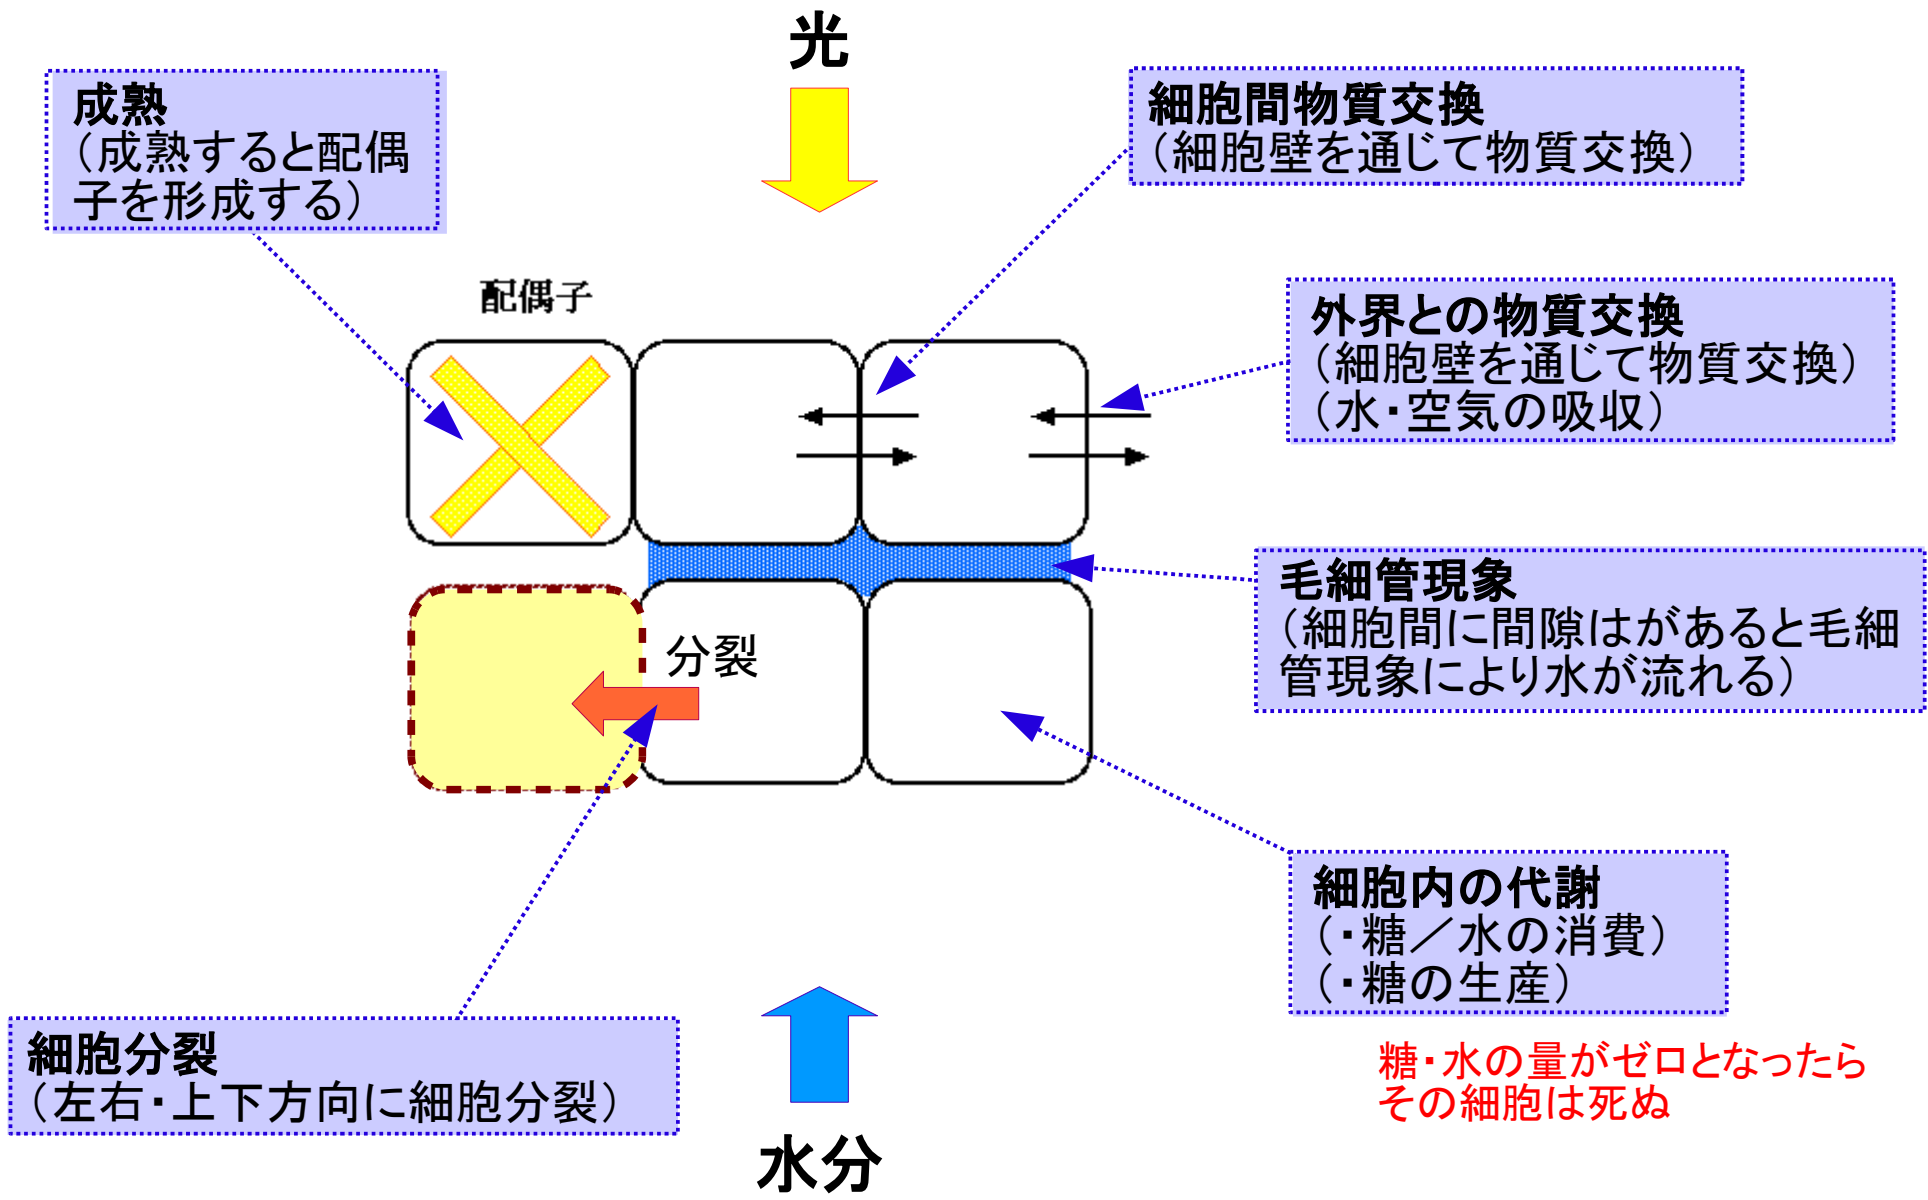 光
成熟
（成熟すると配偶
子を形成する）
細胞間物質交換
（細胞壁を通じて物質交換）
配偶子
外界との物質交換
（細胞壁を通じて物質交換）
（水・空気の吸収）
毛細管現象
（細胞間に間隙はがあると毛細
管現象により水が流れる）
分裂
細胞内の代謝
（・糖／水の消費）
（・糖の生産）
細胞分裂
（左右・上下方向に細胞分裂）
糖・水の量がゼロとなったら
その細胞は死ぬ
水分